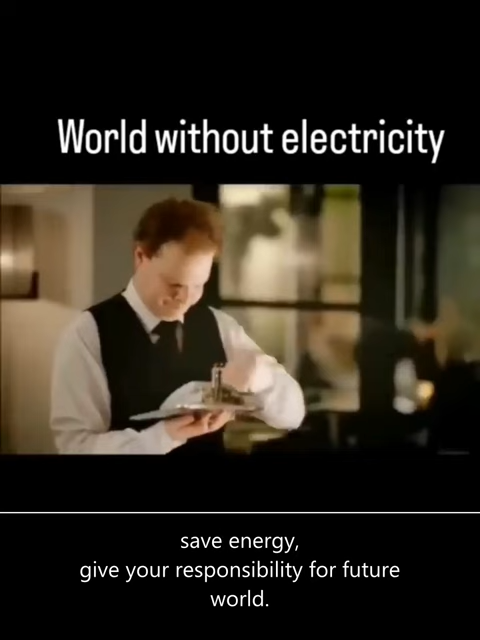 World without electricity
save energy,
give your responsibility for future
world.